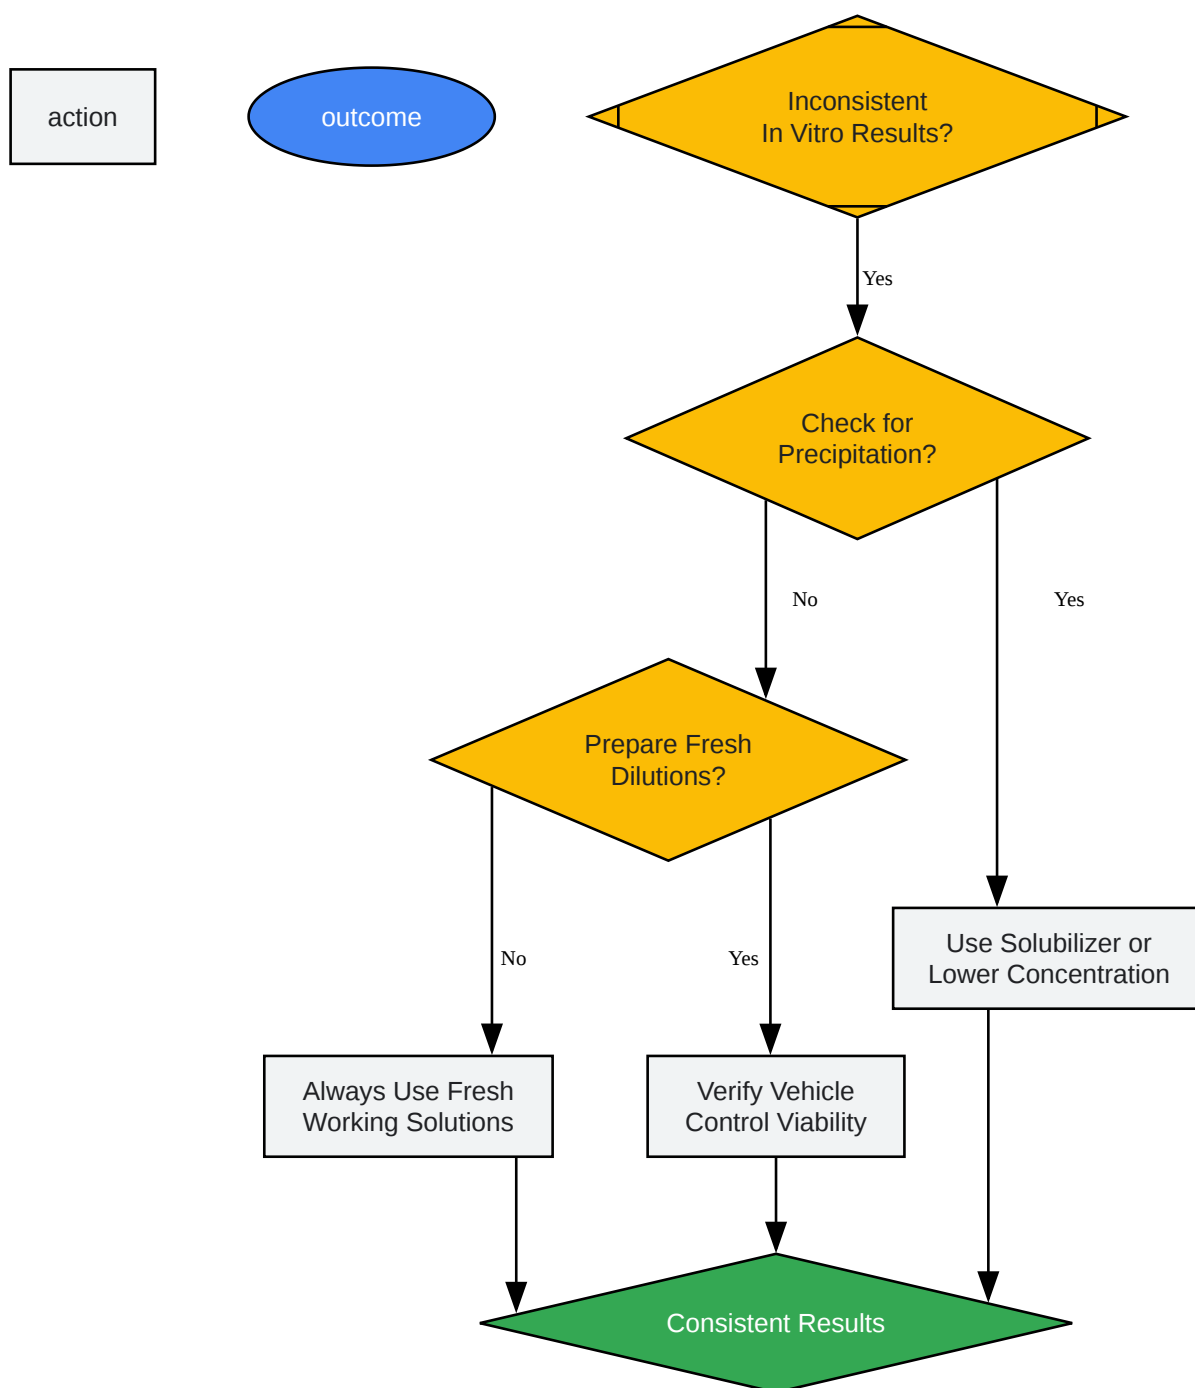 action
outcome
Inconsistent
In Vitro Results?
Yes
Check for
Precipitation?
No
Yes
Prepare Fresh
Dilutions?
No
Yes
Use Solubilizer or
Lower Concentration
Always Use Fresh
Working Solutions
Verify Vehicle
Control Viability
Consistent Results